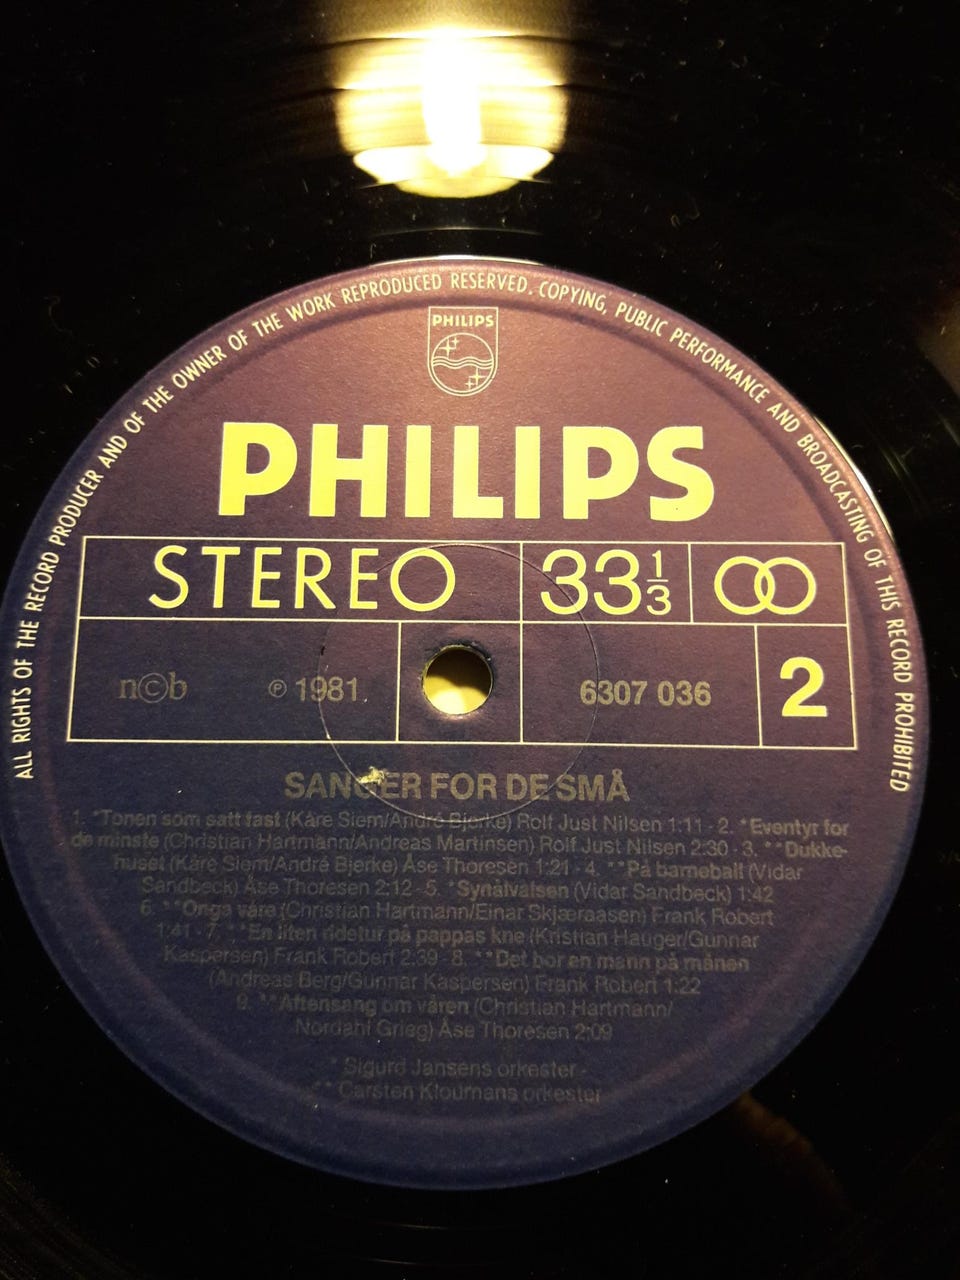 ALL RIGHTS OF THE RECORD PRODUCER AND OF THE OWNER OF THE WORK REPRODUCED RESERVED. COPYING, PUBLIC PERFORMANCE AND BROADCASTING OF THIS RECORD PROHIBITED
PHILIPS
PHILIPS
STEREO 33 1/3
n©b ℗ 1981 6307 036 2
SANGER FOR DE SMÅ
1. *Tonen som satt fast (Kåre Siem/André Bjerke) Rolf Just Nilsen 1:11 - 2. *Eventyr for
de minste (Christian Hartmann/Andreas Martinsen) Rolf Just Nilsen 2:30 - 3. **Dukke-
huset (Kåre Siem/André Bjerke) Åse Thoresen 1:21 - 4. **På barneball (Vidar
Sandbeck) Åse Thoresen 2:12 - 5. *Synålvalsen (Vidar Sandbeck) 1:42
6. **Onga våre (Christian Hartmann/Einar Skjæraasen) Frank Robert
1:41 - 7. **En liten ridetur på pappas kne (Kristian Hauger/Gunnar
Kaspersen) Frank Robert 2:39 - 8. **Det bor en mann på månen
(Andreas Berg/Gunnar Kaspersen) Frank Robert 1:22
9. **Aftensang om våren (Christian Hartmann/
Nordahl Grieg) Åse Thoresen 2:09
* Sigurd Jansens orkester -
** Carsten Kloumans orkester